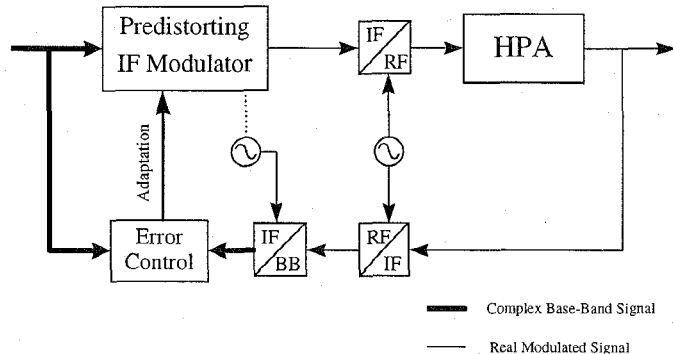 Predistorting
IF Modulator
IF
RF
HPA
Adaptation
Error
Control
IF
BB
RF
IF
Complex Base-Band Signal
Real Modulated Signal